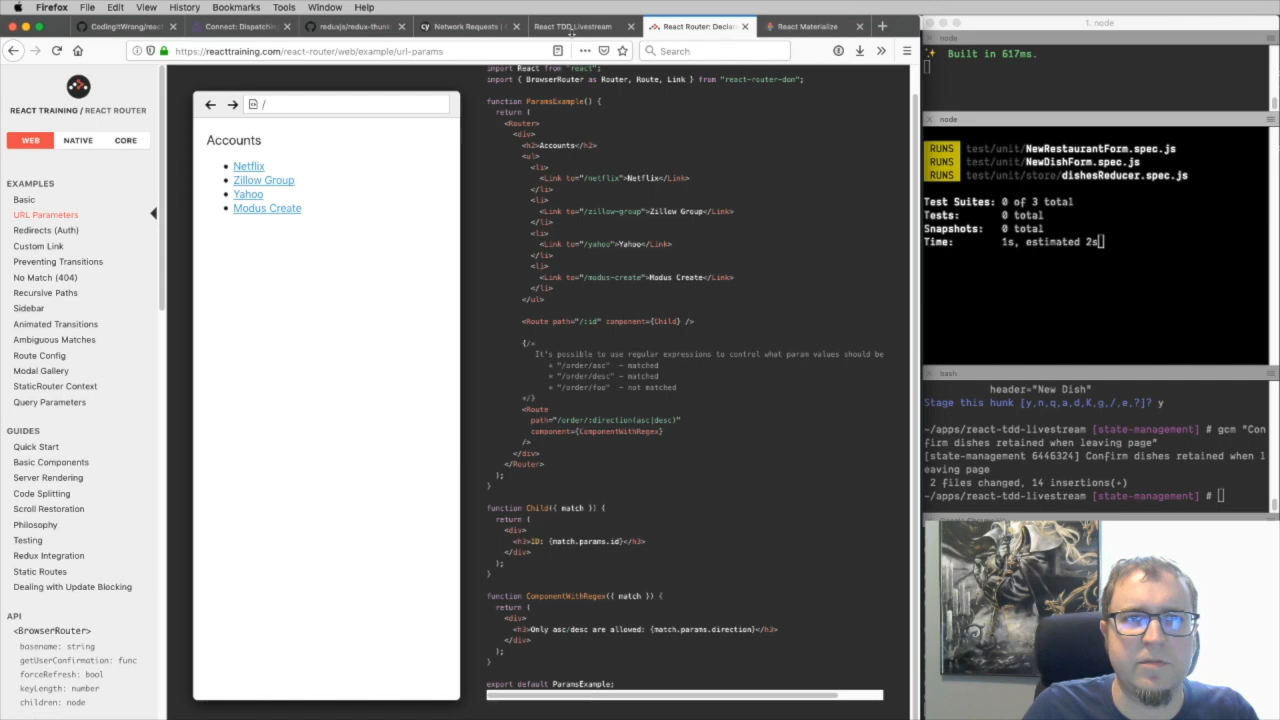 Firefox File Edit View History Bookmarks Tools Window Help
CodingItWrong/react
Connect: Dispatching
reduxjs/redux-thunk
cy Network Requests | C
React TDD Livestream
React Router: Declar
React Materialize
https://reacttraining.com/react-router/web/example/url-params
Search
REACT TRAINING / REACT ROUTER
WEB NATIVE CORE
EXAMPLES
Basic
URL Parameters
Redirects (Auth)
Custom Link
Preventing Transitions
No Match (404)
Recursive Paths
Sidebar
Animated Transitions
Ambiguous Matches
Route Config
Modal Gallery
StaticRouter Context
Query Parameters
GUIDES
Quick Start
Basic Components
Server Rendering
Code Splitting
Scroll Restoration
Philosophy
Testing
Redux Integration
Static Routes
Dealing with Update Blocking
API
<BrowserRouter>
basename: string
getUserConfirmation: func
forceRefresh: bool
keyLength: number
children: node
/
Accounts
• Netflix
• Zillow Group
• Yahoo
• Modus Create
import React from "react";
import { BrowserRouter as Router, Route, Link } from "react-router-dom";
function ParamsExample() {
return (
<Router>
<div>
<h2>Accounts</h2>
<ul>
<li>
<Link to="/netflix">Netflix</Link>
</li>
<li>
<Link to="/zillow-group">Zillow Group</Link>
</li>
<li>
<Link to="/yahoo">Yahoo</Link>
</li>
<li>
<Link to="/modus-create">Modus Create</Link>
</li>
</ul>
<Route path="/:id" component={Child} />
{/*
It's possible to use regular expressions to control what param values should be
* "/order/asc"  - matched
* "/order/desc" - matched
* "/order/foo"  - not matched
*/}
<Route
path="/order/:direction(asc|desc)"
component={ComponentWithRegex}
/>
</div>
</Router>
);
}
function Child({ match }) {
return (
<div>
<h3>ID: {match.params.id}</h3>
</div>
);
}
function ComponentWithRegex({ match }) {
return (
<div>
<h3>Only asc/desc are allowed: {match.params.direction}</h3>
</div>
);
}
export default ParamsExample;
1. node
node
✨ Built in 617ms.
node
RUNS test/unit/NewRestaurantForm.spec.js
RUNS test/unit/NewDishForm.spec.js
RUNS test/unit/store/dishesReducer.spec.js
Test Suites: 0 of 3 total
Tests: 0 total
Snapshots: 0 total
Time: 1s, estimated 2s
bash
header="New Dish"
Stage this hunk [y,n,q,a,d,K,g,/,e,?]? y
~/apps/react-tdd-livestream [state-management] # gcm "Con
firm dishes retained when leaving page"
[state-management 6446324] Confirm dishes retained when l
eaving page
2 files changed, 14 insertions(+)
~/apps/react-tdd-livestream [state-management] #